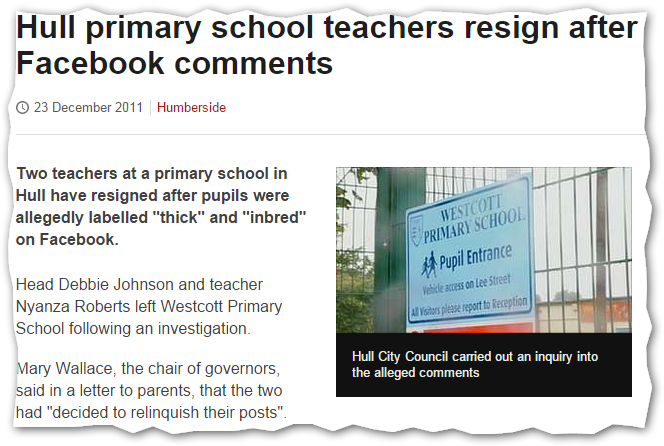 Hull primary school teachers resign after
Facebook comments
23 December 2011 Humberside
Two teachers at a primary school in
Hull have resigned after pupils were
allegedly labelled "thick" and "inbred"
on Facebook.
Head Debbie Johnson and teacher
Nyanza Roberts left Westcott Primary
School following an investigation.
Mary Wallace, the chair of governors,
said in a letter to parents, that the two
had "decided to relinquish their posts".
WESTCOTT
PRIMARY SCHOOL
Pupil Entrance
Vehicle access on Lee Street
All Visitors please report to Reception
Hull City Council carried out an inquiry into
the alleged comments